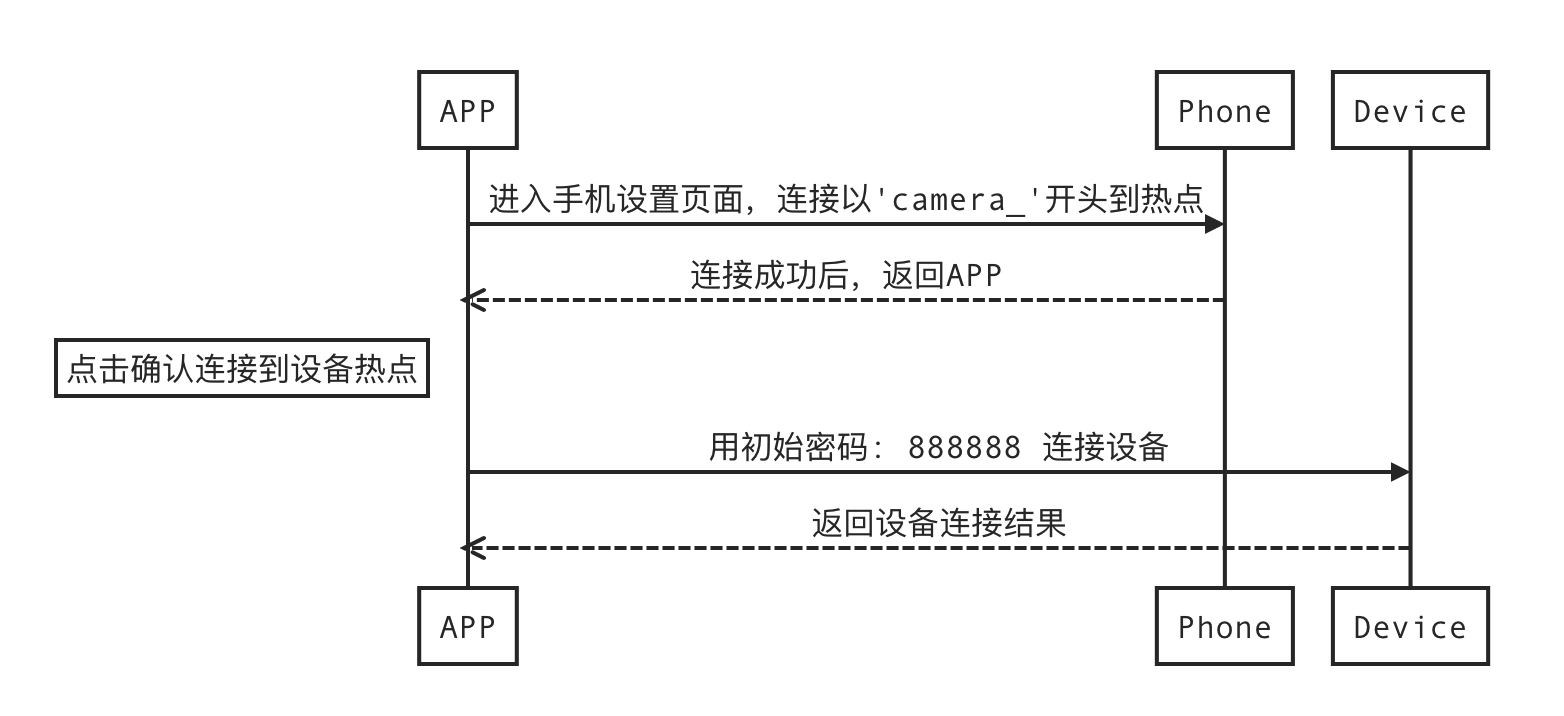 APP
Phone
Device
进入手机设置页面，连接以'camera_'开头到热点
连接成功后，返回APP
点击确认连接到设备热点
用初始密码：888888 连接设备
返回设备连接结果
APP
Phone
Device